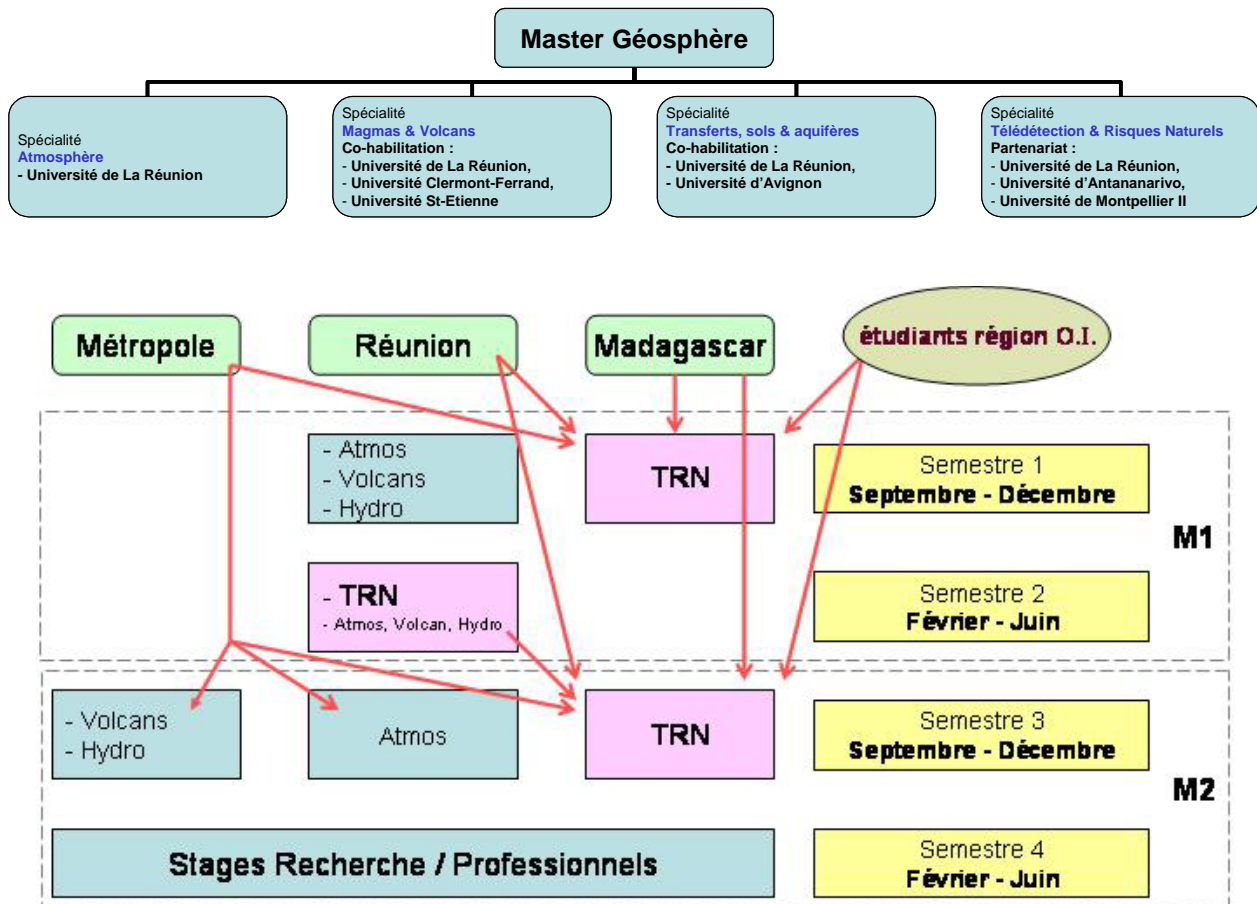 Master Géosphère
Spécialité
Atmosphère
- Université de La Réunion
Spécialité
Magmas & Volcans
Co-habilitation :
- Université de La Réunion,
- Université Clermont-Ferrand,
- Université St-Etienne
Spécialité
Transferts, sols & aquifères
Co-habilitation :
- Université de La Réunion,
- Université d'Avignon
Spécialité
Télédétection & Risques Naturels
Partenariat :
- Université de La Réunion,
- Université d'Antananarivo,
- Université de Montpellier II
Métropole
Réunion
Madagascar
étudiants région O.I.
- Atmos
- Volcans
- Hydro
TRN
Semestre 1
Septembre - Décembre
M1
- TRN
- Atmos, Volcan, Hydro
Semestre 2
Février - Juin
- Volcans
- Hydro
Atmos
TRN
Semestre 3
Septembre - Décembre
M2
Stages Recherche / Professionnels
Semestre 4
Février - Juin